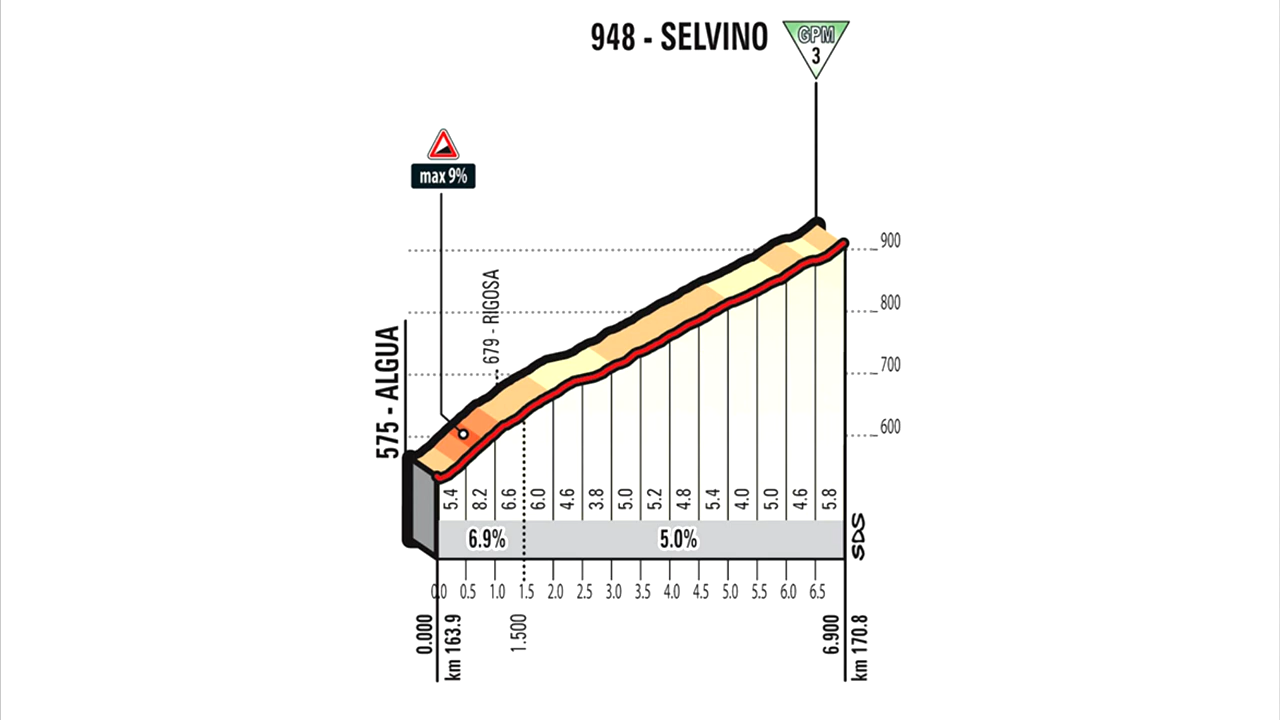 948 - SELVINO
GPM
3
max 9%
900
800
700
600
679 - RIGOSA
575 - ALGUA
5.4 8.2 6.6 6.0 4.6 3.8 5.0 5.2 4.8 5.4 4.0 5.0 4.6 5.8
6.9% 5.0%
SDS
0.0 0.5 1.0 1.5 2.0 2.5 3.0 3.5 4.0 4.5 5.0 5.5 6.0 6.5
0.000
km 163.9
1.500
6.900
km 170.8